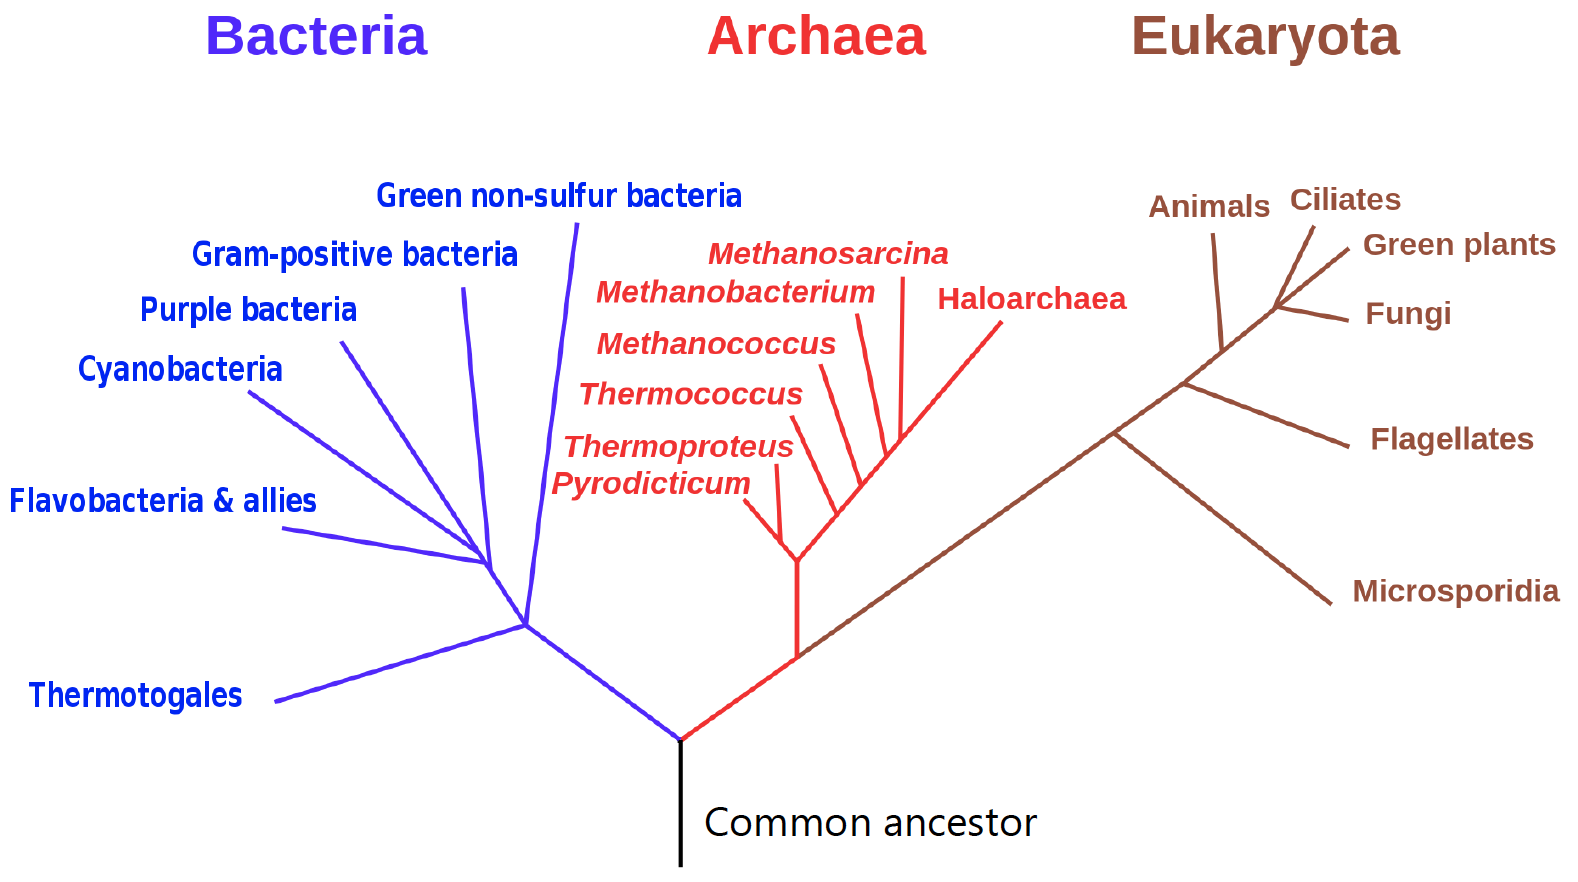 Bacteria
Archaea
Eukaryota
Green non-sulfur bacteria
Gram-positive bacteria
Purple bacteria
Cyanobacteria
Flavobacteria & allies
Thermotogales
Methanosarcina
Methanobacterium
Haloarchaea
Methanococcus
Thermococcus
Thermoproteus
Pyrodicticum
Animals
Ciliates
Green plants
Fungi
Flagellates
Microsporidia
Common ancestor